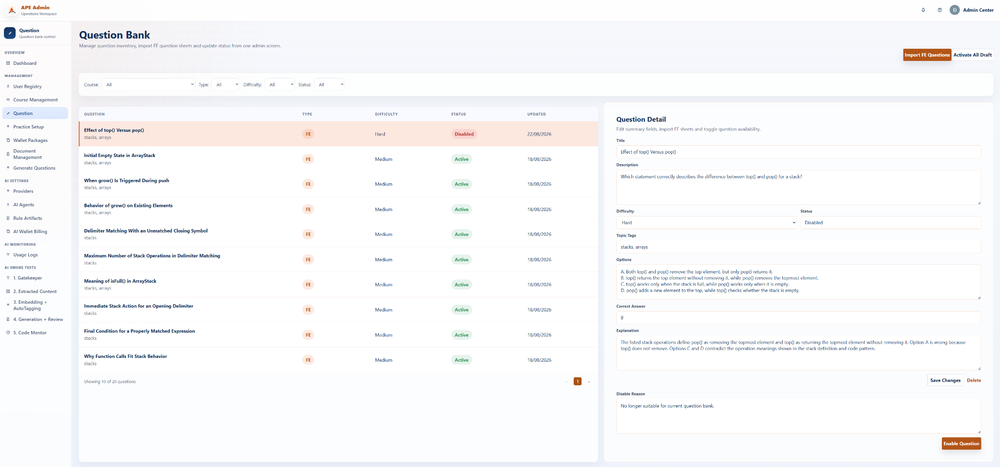 APE Admin
Operations Workspace
Đ
Admin Center
Question
Question bank control
OVERVIEW
Dashboard
MANAGEMENT
User Registry
Course Management
Question
Practice Setup
Wallet Packages
Document
Management
Generate Questions
AI SETTINGS
Providers
AI Agents
Rule Artifacts
AI Wallet Billing
AI MONITORING
Usage Logs
AI SMOKE TESTS
1. Gatekeeper
2. Extracted Content
3. Embedding +
AutoTagging
4. Generation + Review
5. Code Mentor
Question Bank
Manage question inventory, import FE question sheets and update status from one admin screen.
Import FE Questions
Activate All Draft
Course: All Type: All Difficulty: All Status: All
QUESTION TYPE DIFFICULTY STATUS UPDATED
Effect of top() Versus pop()
stacks, arrays
FE Hard Disabled 22/08/2026
Initial Empty State in ArrayStack
stacks, arrays
FE Medium Active 18/08/2026
When grow() Is Triggered During push
stacks, arrays
FE Medium Active 18/08/2026
Behavior of grow() on Existing Elements
stacks, arrays
FE Medium Active 18/08/2026
Delimiter Matching With an Unmatched Closing Symbol
stacks
FE Medium Active 18/08/2026
Maximum Number of Stack Operations in Delimiter Matching
stacks
FE Medium Active 18/08/2026
Meaning of isFull() in ArrayStack
stacks, arrays
FE Medium Active 18/08/2026
Immediate Stack Action for an Opening Delimiter
stacks
FE Medium Active 18/08/2026
Final Condition for a Properly Matched Expression
stacks
FE Medium Active 18/08/2026
Why Function Calls Fit Stack Behavior
stacks
FE Medium Active 18/08/2026
Showing 10 of 20 questions
‹ 1 ›
Question Detail
Edit summary fields, import FE sheets and toggle question availability.
Title
Effect of top() Versus pop()
Description
Which statement correctly describes the difference between top() and pop() for a stack?
Difficulty Status
Hard Disabled
Topic Tags
stacks, arrays
Options
A. Both top() and pop() remove the top element, but only pop() returns it.
B. top() returns the top element without removing it, while pop() removes the topmost element.
C. top() works only when the stack is full, while pop() works only when it is empty.
D. pop() adds a new element to the top, while top() checks whether the stack is empty.
Correct Answer
B
Explanation
The listed stack operations define pop() as removing the topmost element and top() as returning the topmost element without removing it. Option A is wrong because
top() does not remove. Options C and D contradict the operation meanings shown in the stack definition and code pattern.
Save Changes Delete
Disable Reason
No longer suitable for current question bank.
Enable Question